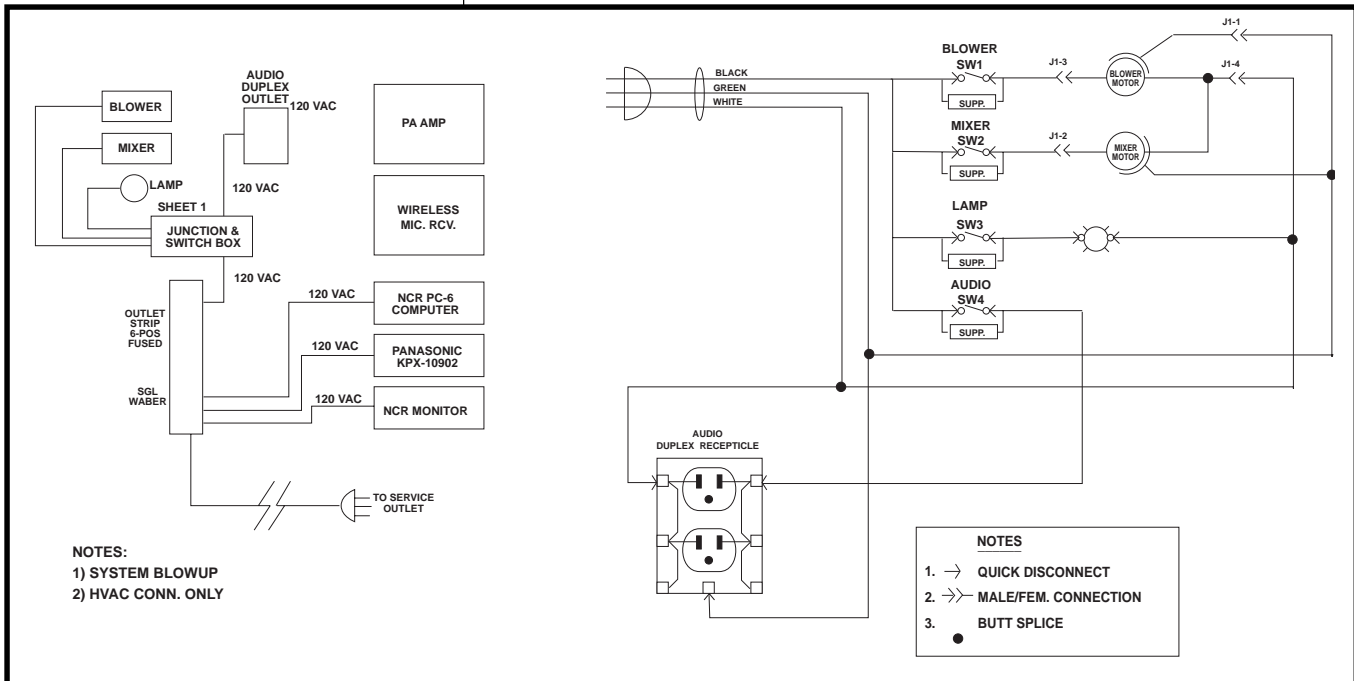 AUDIO
DUPLEX
OUTLET
120 VAC
BLOWER
MIXER
LAMP
120 VAC
SHEET 1
JUNCTION &
SWITCH BOX
120 VAC
PA AMP
WIRELESS
MIC. RCV.
OUTLET
STRIP
6-POS
FUSED
SGL
WABER
120 VAC
NCR PC-6
COMPUTER
120 VAC
PANASONIC
KPX-10902
120 VAC
NCR MONITOR
TO SERVICE
OUTLET
NOTES:
1) SYSTEM BLOWUP
2) HVAC CONN. ONLY
BLACK
GREEN
WHITE
BLOWER
SW1
SUPP.
J1-3
BLOWER
MOTOR
J1-1
J1-4
MIXER
SW2
SUPP.
J1-2
MIXER
MOTOR
LAMP
SW3
SUPP.
AUDIO
SW4
SUPP.
AUDIO
DUPLEX RECEPTICLE
NOTES
1. QUICK DISCONNECT
2. MALE/FEM. CONNECTION
3. BUTT SPLICE